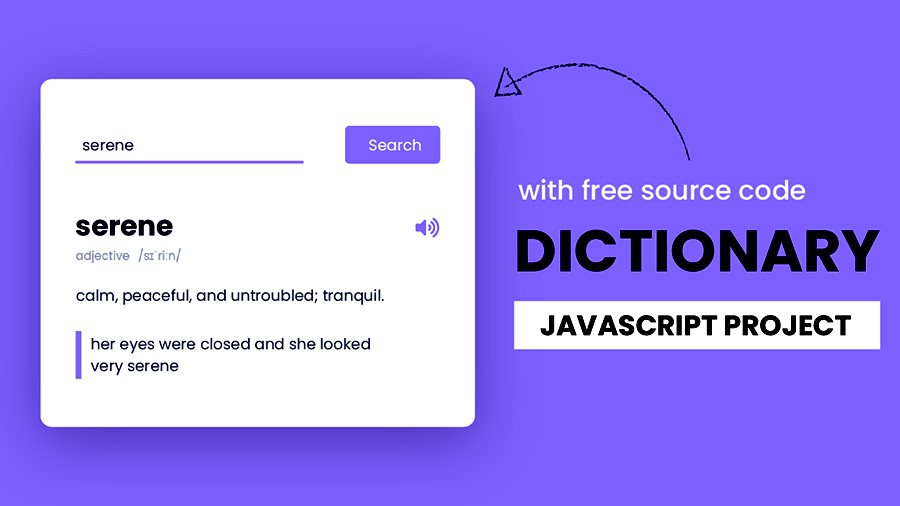 serene
Search
serene
adjective /sɪˈriːn/
calm, peaceful, and untroubled; tranquil.
her eyes were closed and she looked
very serene
with free source code
DICTIONARY
JAVASCRIPT PROJECT